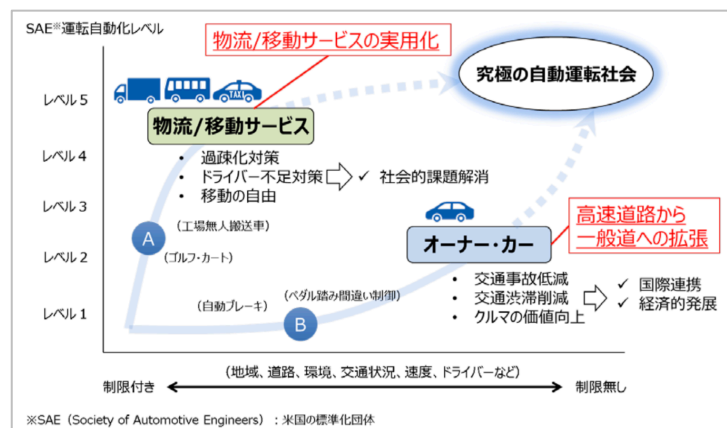 SAE※運転自動化レベル
物流/移動サービスの実用化
究極の自動運転社会
レベル5
TAXI
物流/移動サービス
レベル4
• 過疎化対策
• ドライバー不足対策
• 移動の自由
✓ 社会的課題解消
レベル3
A
(工場無人搬送車)
(ゴルフ・カート)
高速道路から
一般道への拡張
オーナー・カー
レベル2
• 交通事故低減
• 交通渋滞削減
• クルマの価値向上
✓ 国際連携
✓ 経済的発展
(自動ブレーキ)
(ペダル踏み間違い制御)
B
レベル1
(地域、道路、環境、交通状況、速度、ドライバーなど)
制限付き
制限無し
※SAE(Society of Automotive Engineers):米国の標準化団体